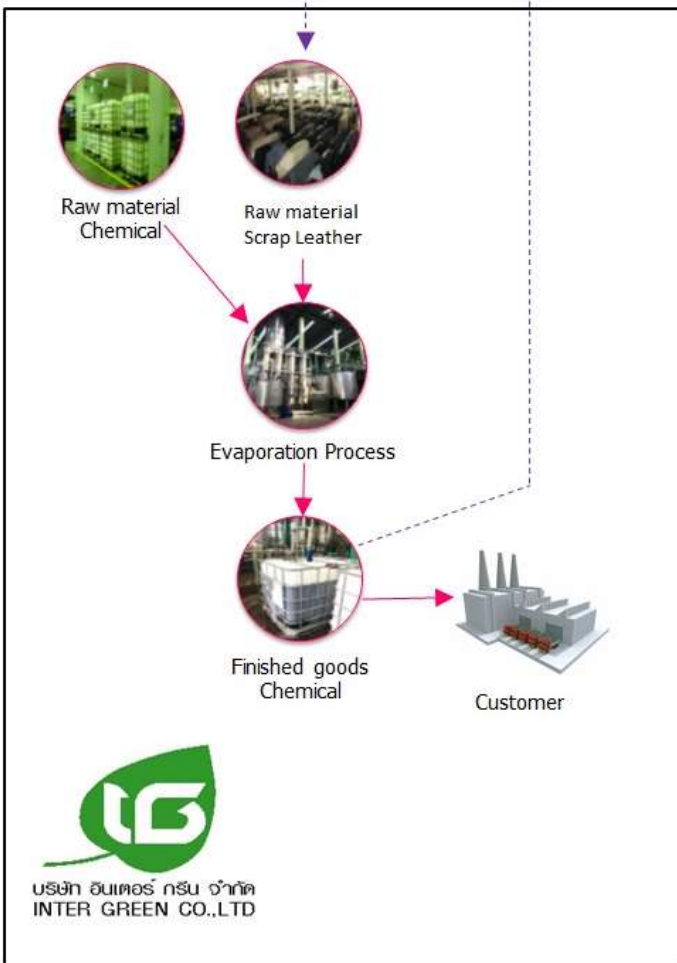 Raw material
Chemical
Raw material
Scrap Leather
Evaporation Process
Finished goods
Chemical
Customer
IG
บริษัท อินเตอร์ กรีน จำกัด
INTER GREEN CO.,LTD